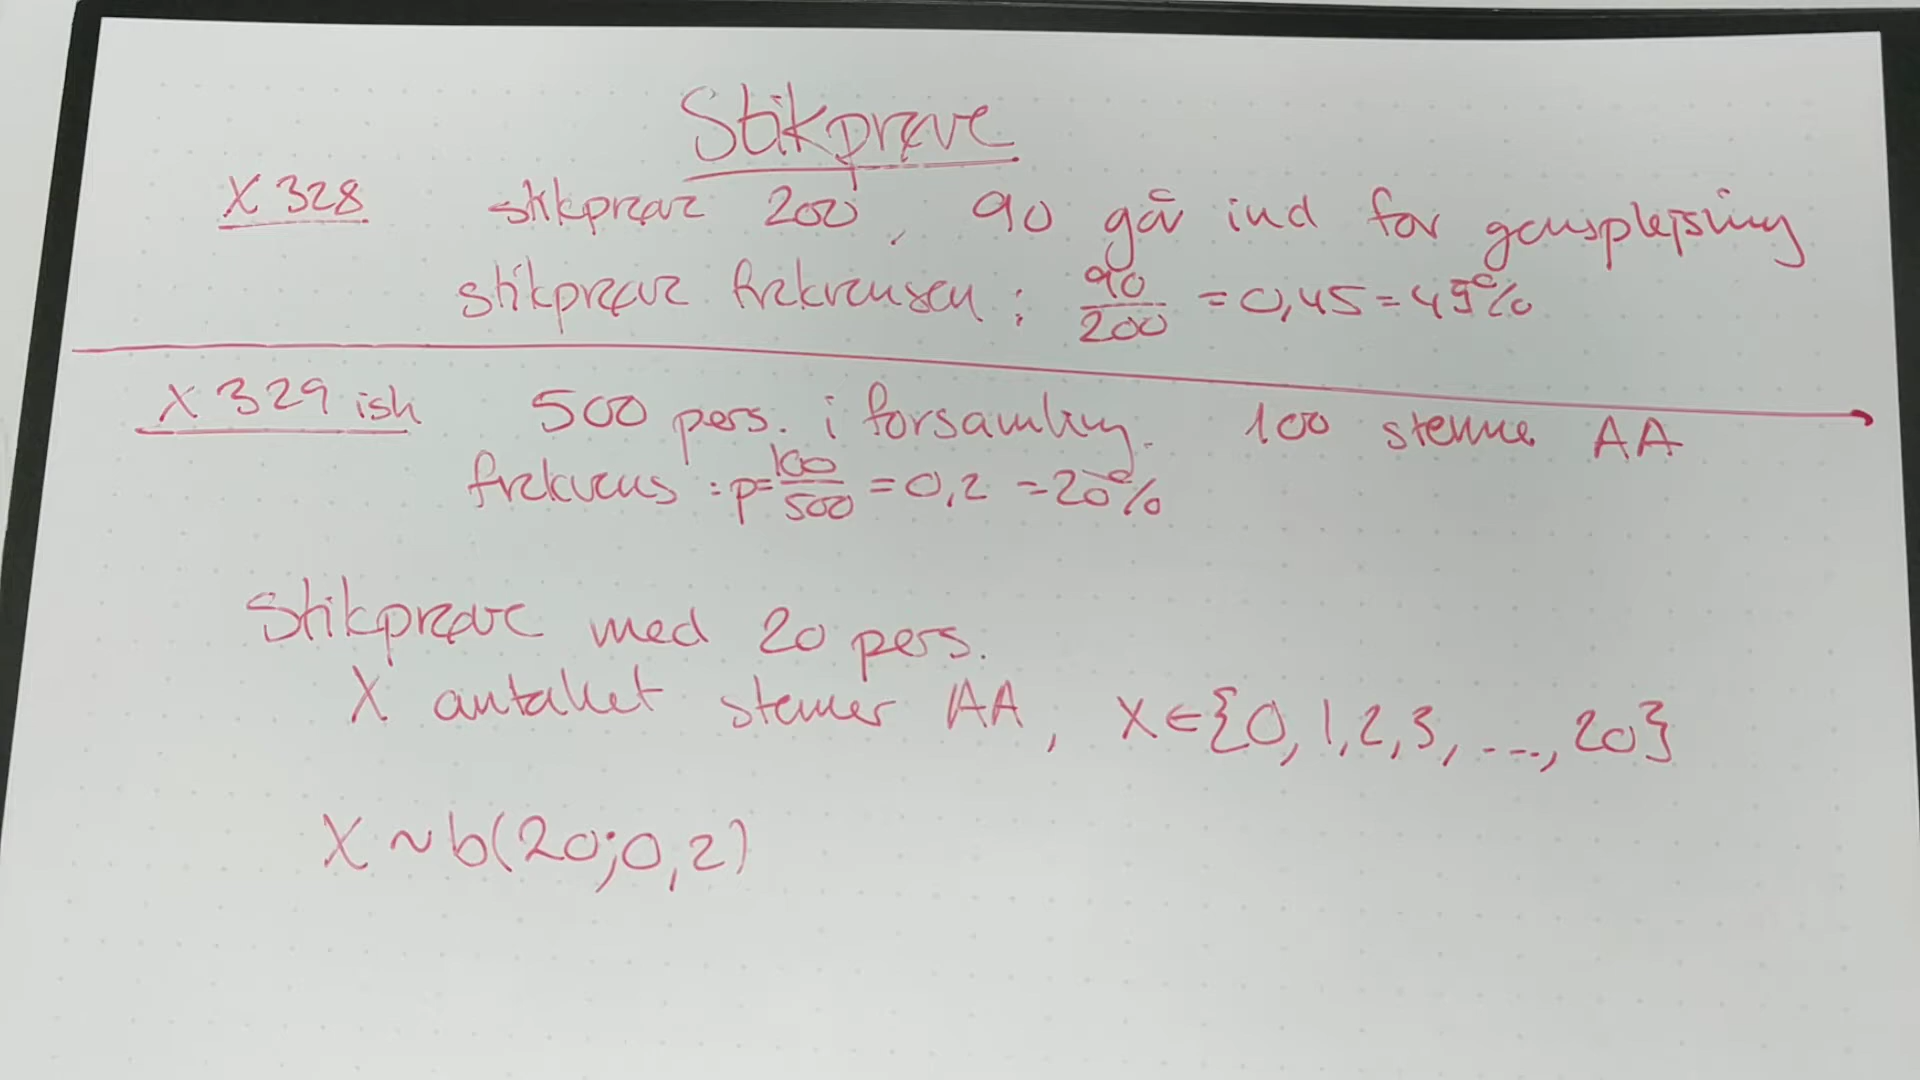 Stikprøve
X 328 stikprøve 200, 90 går ind for gensplejsning
stikprøve frekvensen : 90/200 = 0,45 = 45%
X 329 ish 500 pers. i forsamling. 100 stemme AA
frekvens : p = 100/500 = 0,2 = 20%
Stikprøve med 20 pers.
X antallet stemmer AA, X ∈ {0, 1, 2, 3, ..., 20}
X ~ b(20; 0,2)